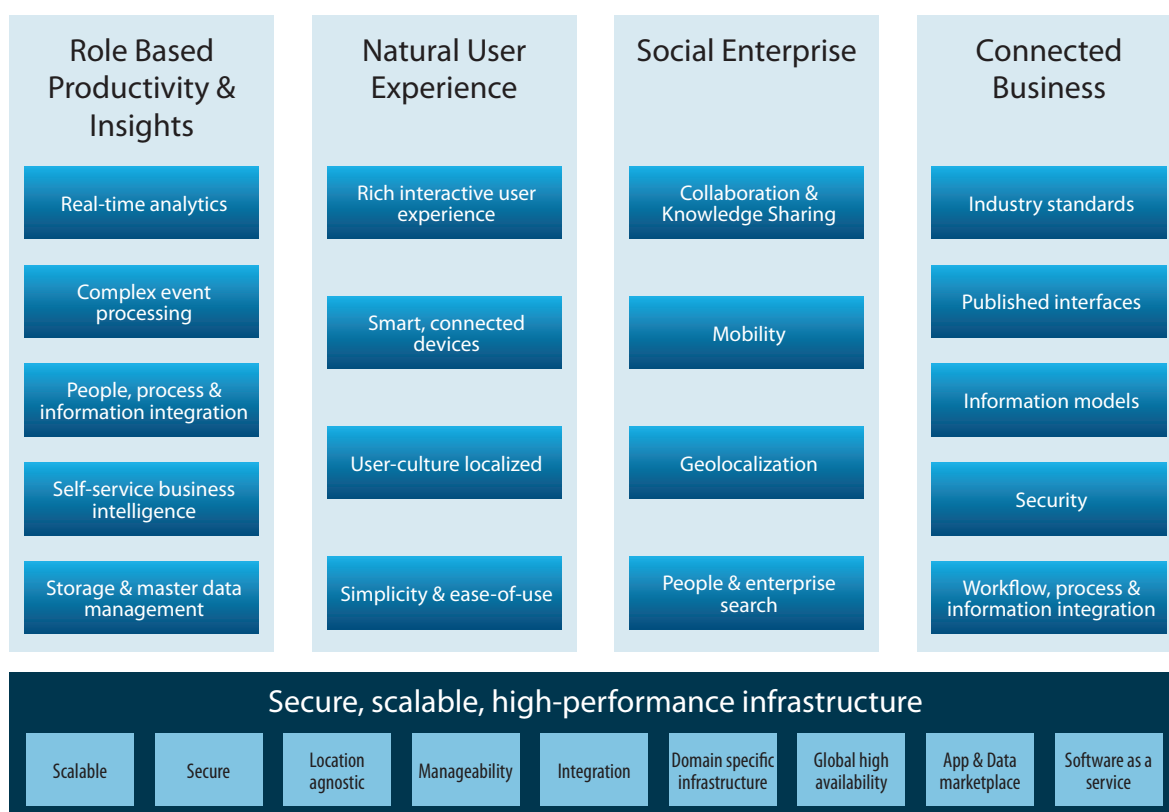 Role Based
Productivity &
Insights
Real-time analytics
Complex event
processing
People, process &
information integration
Self-service business
intelligence
Storage & master data
management
Natural User
Experience
Rich interactive user
experience
Smart, connected
devices
User-culture localized
Simplicity & ease-of-use
Social Enterprise
Collaboration &
Knowledge Sharing
Mobility
Geolocalization
People & enterprise
search
Connected
Business
Industry standards
Published interfaces
Information models
Security
Workflow, process &
information integration
Secure, scalable, high-performance infrastructure
Scalable
Secure
Location
agnostic
Manageability
Integration
Domain specific
infrastructure
Global high
availability
App & Data
marketplace
Software as a
service